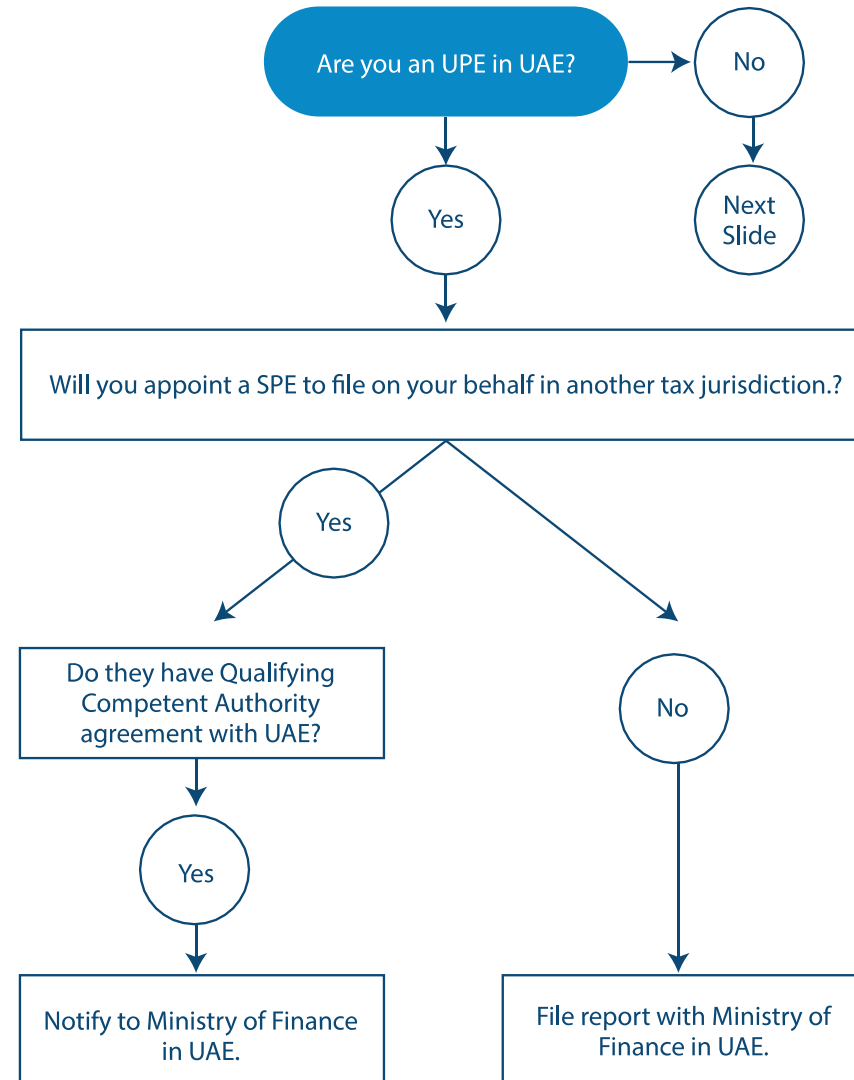 Are you an UPE in UAE?
No
Yes
Next
Slide
Will you appoint a SPE to file on your behalf in another tax jurisdiction.?
Yes
Do they have Qualifying
Competent Authority
agreement with UAE?
No
Yes
Notify to Ministry of Finance
in UAE.
File report with Ministry of
Finance in UAE.